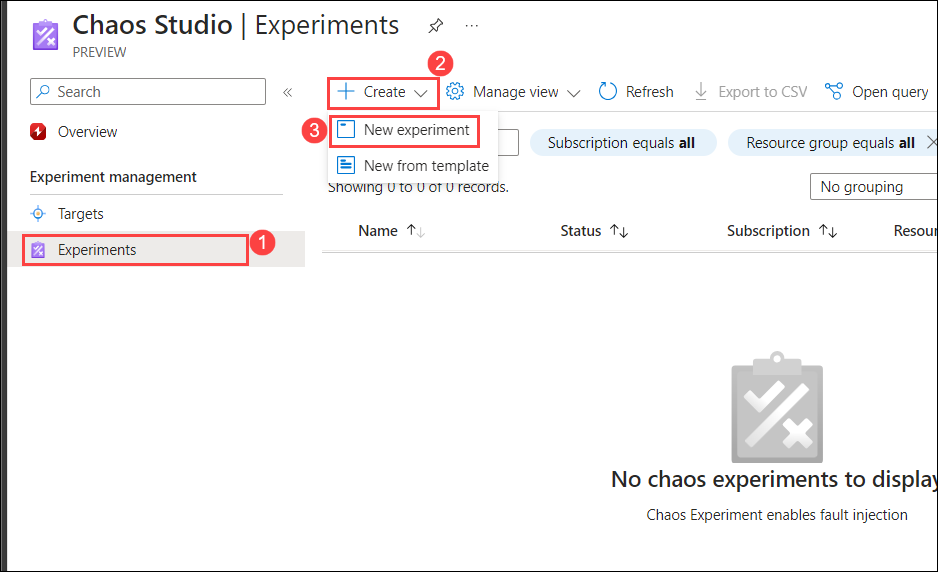 Chaos Studio | Experiments ...
PREVIEW
2
Search «
Create Manage view Refresh Export to CSV Open query
Overview
3 New experiment Subscription equals all Resource group equals all
New from template
Experiment management
Showing 0 to 0 of 0 records. No grouping
Targets
Name Status Subscription Resour
Experiments 1
No chaos experiments to display
Chaos Experiment enables fault injection